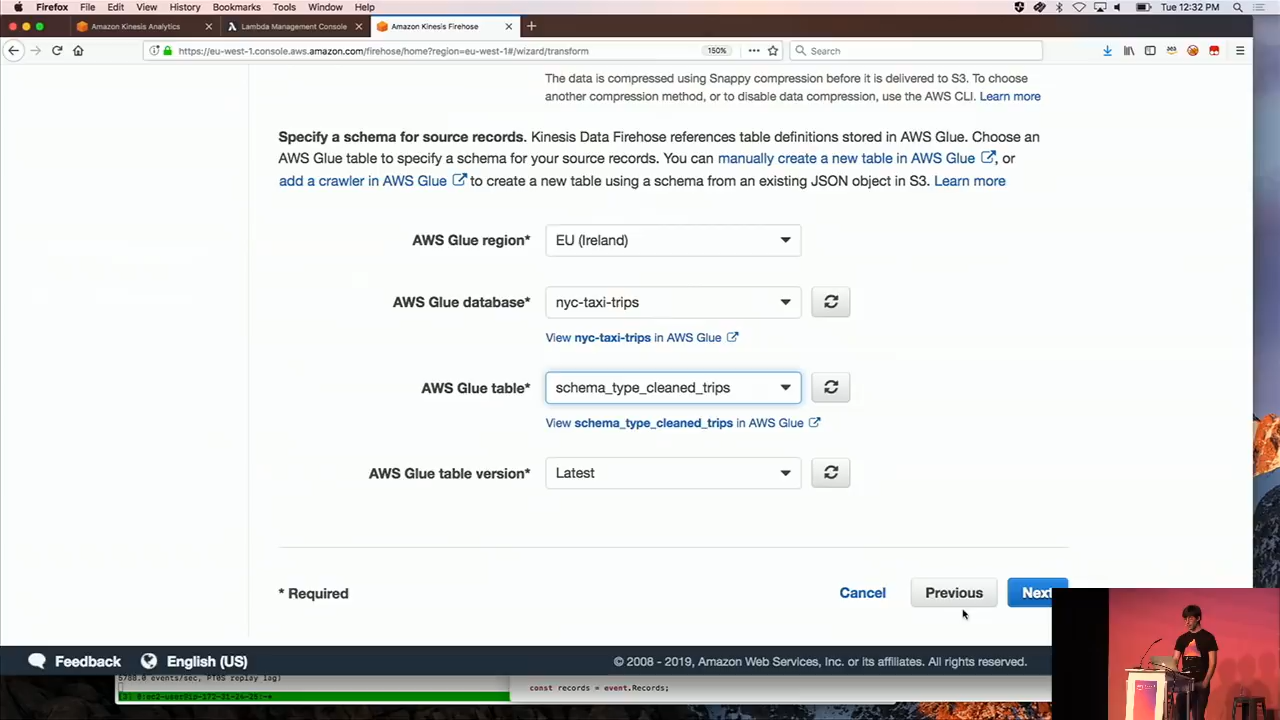 Firefox File Edit View History Bookmarks Tools Window Help
Tue 12:32 PM
Amazon Kinesis Analytics
Lambda Management Console
Amazon Kinesis Firehose
https://eu-west-1.console.aws.amazon.com/firehose/home?region=eu-west-1#/wizard/transform
150%
Search
The data is compressed using Snappy compression before it is delivered to S3. To choose
another compression method, or to disable data compression, use the AWS CLI. Learn more
Specify a schema for source records. Kinesis Data Firehose references table definitions stored in AWS Glue. Choose an
AWS Glue table to specify a schema for your source records. You can manually create a new table in AWS Glue, or
add a crawler in AWS Glue to create a new table using a schema from an existing JSON object in S3. Learn more
AWS Glue region*
EU (Ireland)
AWS Glue database*
nyc-taxi-trips
View nyc-taxi-trips in AWS Glue
AWS Glue table*
schema_type_cleaned_trips
View schema_type_cleaned_trips in AWS Glue
AWS Glue table version*
Latest
* Required
Cancel
Previous
Next
Feedback
English (US)
© 2008 - 2019, Amazon Web Services, Inc. or its affiliates. All rights reserved.
5788.0 events/sec, PT0S replay lag)
const records = event.Records;